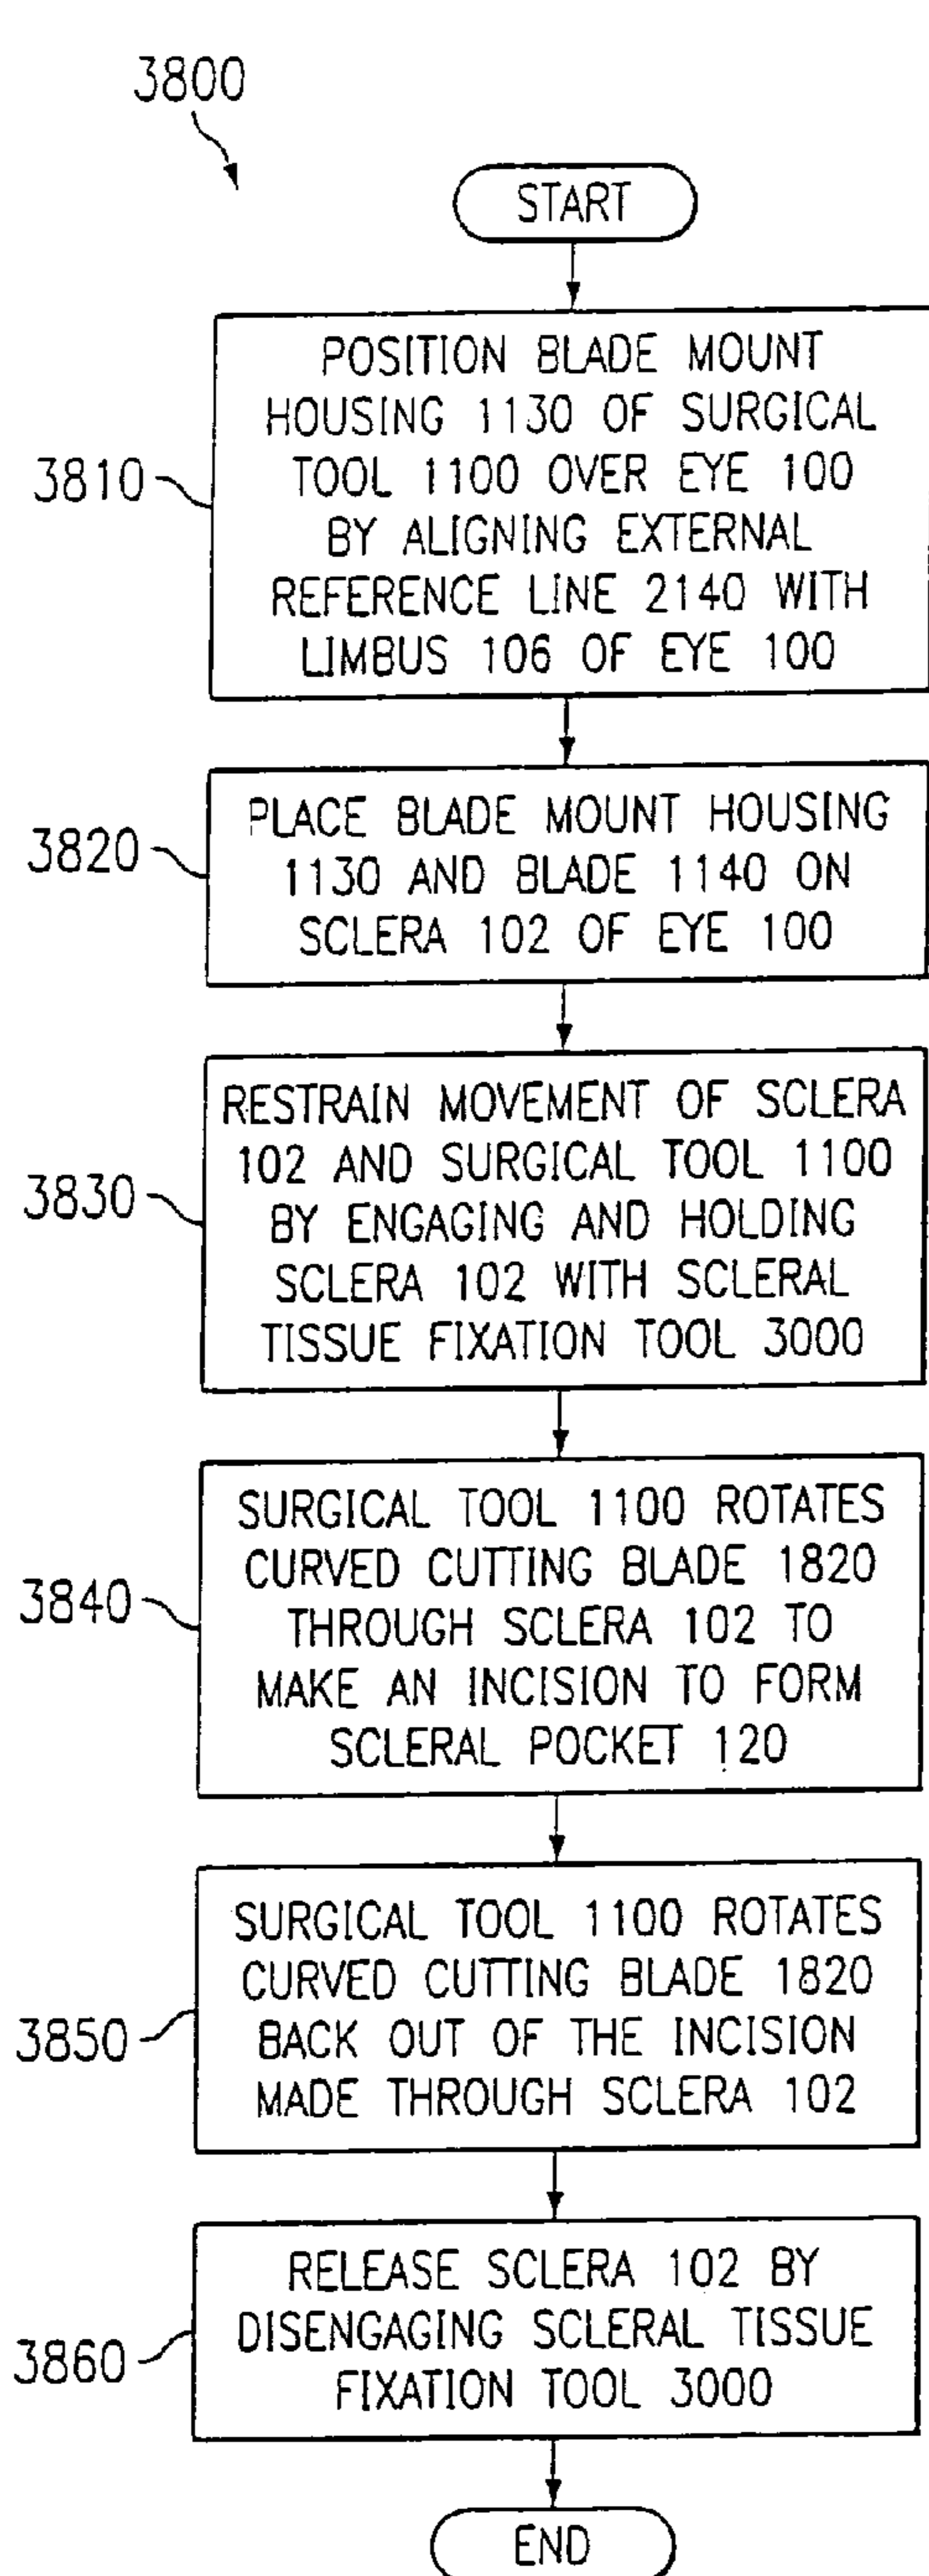 3800
START
3810
POSITION BLADE MOUNT
HOUSING 1130 OF SURGICAL
TOOL 1100 OVER EYE 100
BY ALIGNING EXTERNAL
REFERENCE LINE 2140 WITH
LIMBUS 106 OF EYE 100
3820
PLACE BLADE MOUNT HOUSING
1130 AND BLADE 1140 ON
SCLERA 102 OF EYE 100
3830
RESTRAIN MOVEMENT OF SCLERA
102 AND SURGICAL TOOL 1100
BY ENGAGING AND HOLDING
SCLERA 102 WITH SCLERAL
TISSUE FIXATION TOOL 3000
3840
SURGICAL TOOL 1100 ROTATES
CURVED CUTTING BLADE 1820
THROUGH SCLERA 102 TO
MAKE AN INCISION TO FORM
SCLERAL POCKET 120
3850
SURGICAL TOOL 1100 ROTATES
CURVED CUTTING BLADE 1820
BACK OUT OF THE INCISION
MADE THROUGH SCLERA 102
3860
RELEASE SCLERA 102 BY
DISENGAGING SCLERAL TISSUE
FIXATION TOOL 3000
END